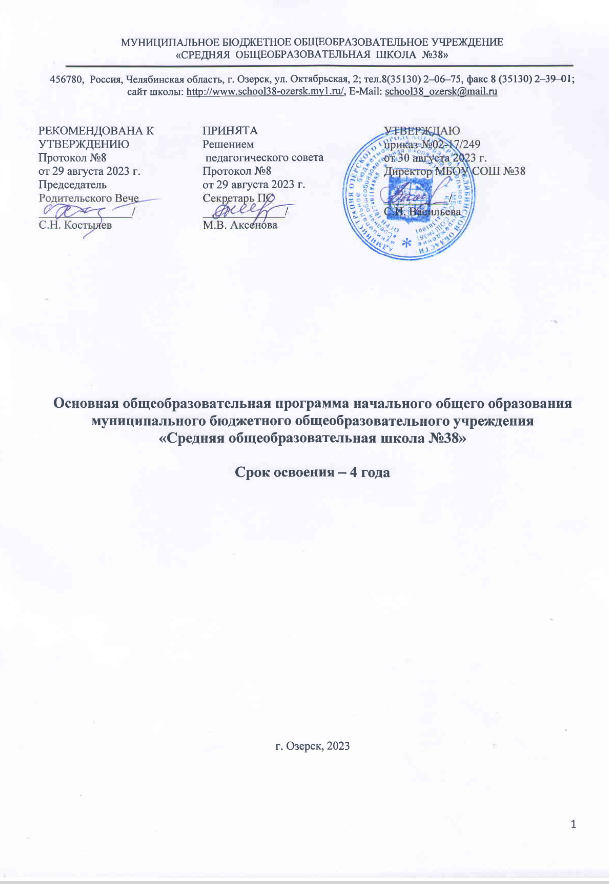 МУНИЦИПАЛЬНОЕ БЮДЖЕТНОЕ ОБЩЕОБРАЗОВАТЕЛЬНОЕ УЧРЕЖДЕНИЕ
«СРЕДНЯЯ ОБЩЕОБРАЗОВАТЕЛЬНАЯ ШКОЛА №38»
456780, Россия, Челябинская область, г. Озерск, ул. Октябрьская, 2; тел.8(35130) 2–06–75, факс 8 (35130) 2–39–01;
сайт школы: http://www.school38-ozersk.my1.ru/, E-Mail: school38_ozersk@mail.ru
РЕКОМЕНДОВАНА К
УТВЕРЖДЕНИЮ
Протокол №8
от 29 августа 2023 г.
Председатель
Родительского Вече
С.Н. Костылев
ПРИНЯТА
Решением
педагогического совета
Протокол №8
от 29 августа 2023 г.
Секретарь ПС
М.В. Аксенова
УТВЕРЖДАЮ
приказ №02-17/249
от 30 августа 2023 г.
Директор МБОУ СОШ №38
Васильева
Основная общеобразовательная программа начального общего образования
муниципального бюджетного общеобразовательного учреждения
«Средняя общеобразовательная школа №38»
Срок освоения – 4 года
г. Озерск, 2023
1